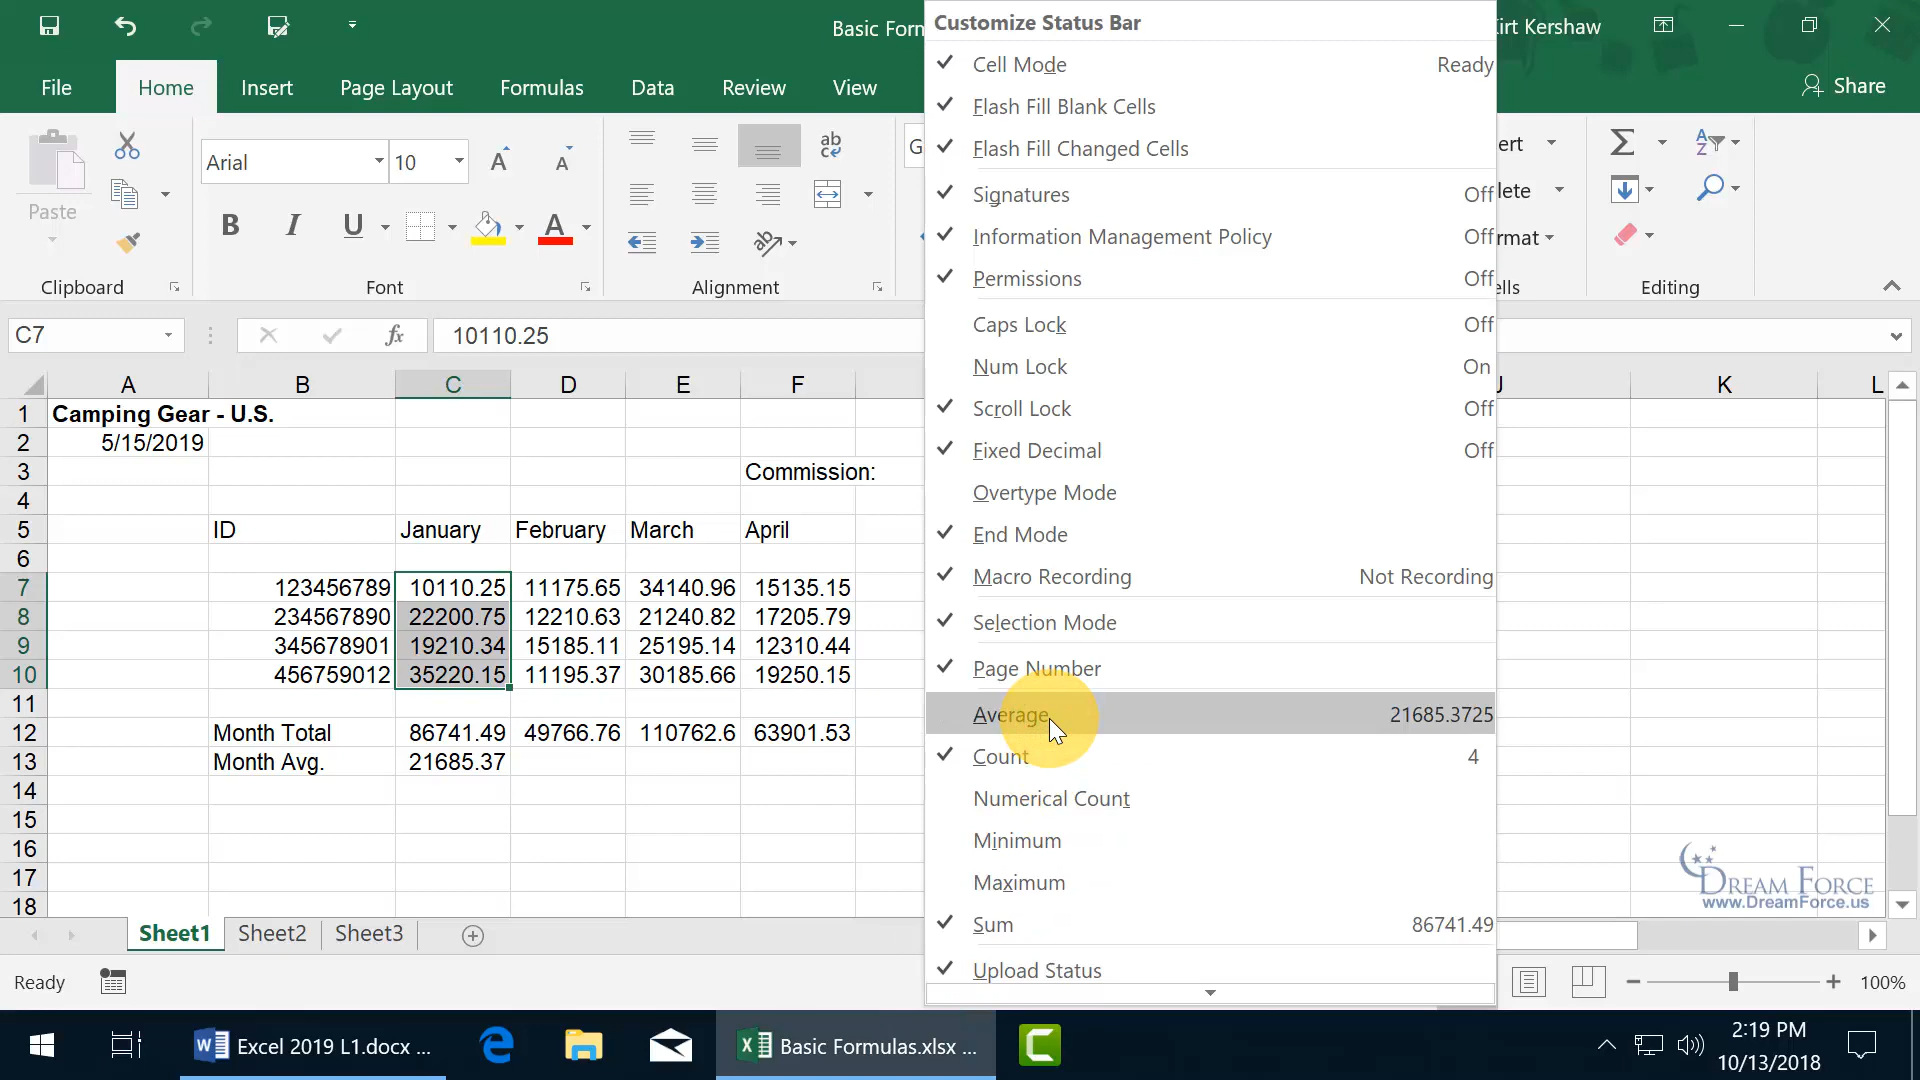 Basic Form
irt Kershaw
File
Home
Insert
Page Layout
Formulas
Data
Review
View
Share
Paste
Clipboard
Arial
10
B I U A
Font
ab
Alignment
G
ert
lete
rmat
ells
Editing
C7
fx
10110.25
A B C D E F J K L
1 Camping Gear - U.S.
2 5/15/2019
3 Commission:
4
5 ID January February March April
6
7 123456789 10110.25 11175.65 34140.96 15135.15
8 234567890 22200.75 12210.63 21240.82 17205.79
9 345678901 19210.34 15185.11 25195.14 12310.44
10 456759012 35220.15 11195.37 30185.66 19250.15
11
12 Month Total 86741.49 49766.76 110762.6 63901.53
13 Month Avg. 21685.37
14
15
16
17
18
Customize Status Bar
Cell Mode Ready
Flash Fill Blank Cells
Flash Fill Changed Cells
Signatures Off
Information Management Policy Off
Permissions Off
Caps Lock Off
Num Lock On
Scroll Lock Off
Fixed Decimal Off
Overtype Mode
End Mode
Macro Recording Not Recording
Selection Mode
Page Number
Average 21685.3725
Count 4
Numerical Count
Minimum
Maximum
Sum 86741.49
Upload Status
Dream Force
www.DreamForce.us
Sheet1 Sheet2 Sheet3
Ready
100%
Excel 2019 L1.docx ...
Basic Formulas.xlsx ...
2:19 PM
10/13/2018